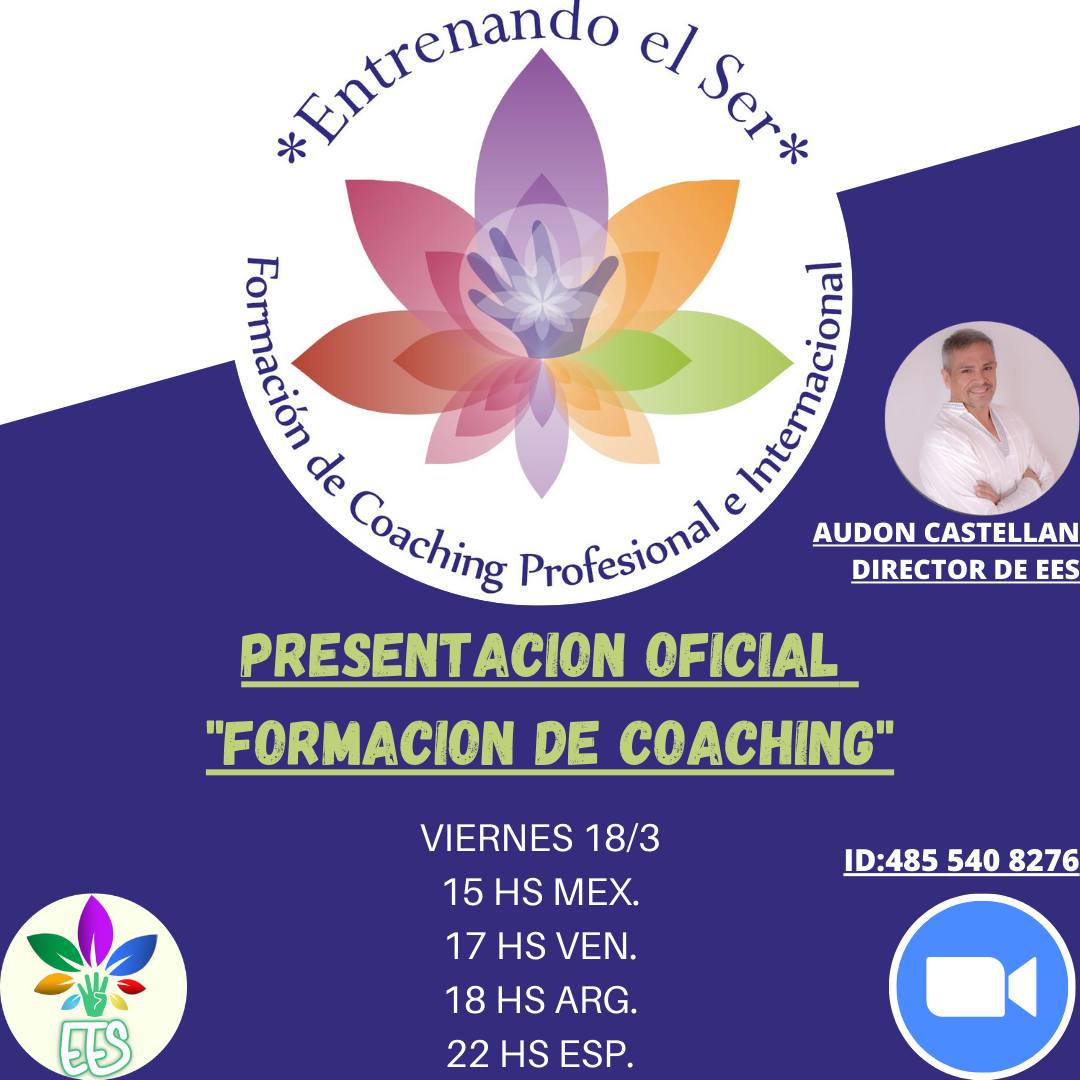 *Entrenando el Ser*
Formación de Coaching Profesional e Internacional
AUDON CASTELLAN
DIRECTOR DE EES
PRESENTACION OFICIAL
"FORMACION DE COACHING"
VIERNES 18/3
15 HS MEX.
17 HS VEN.
18 HS ARG.
22 HS ESP.
ID:485 540 8276
EES